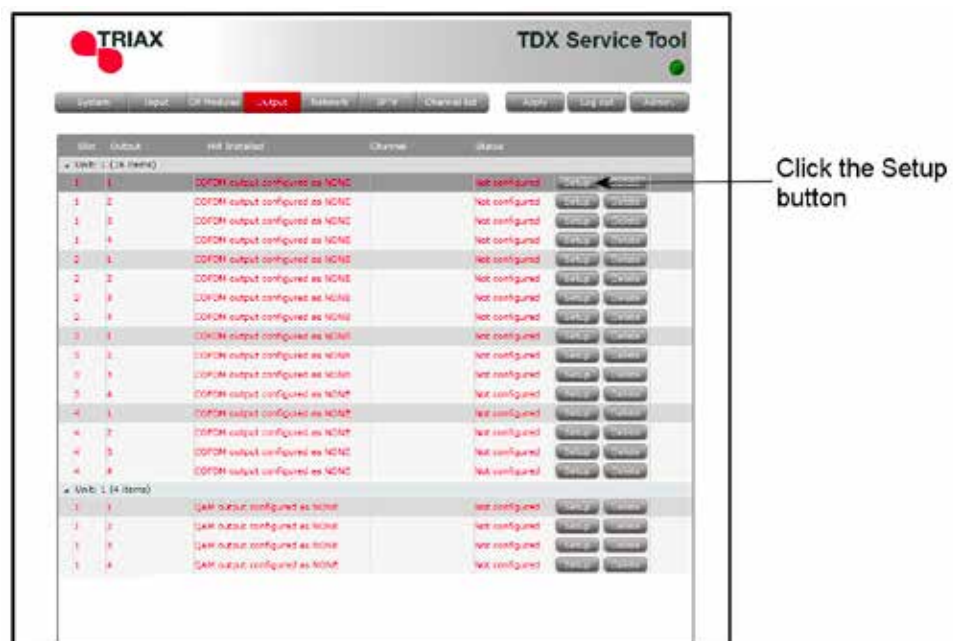 TRIAX
TDX Service Tool
System Input CA Modules Output Network IPTV Channel list Apply Log out Admin.
Slot Output HW Installed Channel Status
Unit: 1 (16 items)
1 1 COFDM output configured as NONE Not configured Setup
Click the Setup
button
1 2 COFDM output configured as NONE Not configured Setup Delete
1 3 COFDM output configured as NONE Not configured Setup Delete
1 4 COFDM output configured as NONE Not configured Setup Delete
2 1 COFDM output configured as NONE Not configured Setup Delete
2 2 COFDM output configured as NONE Not configured Setup Delete
2 3 COFDM output configured as NONE Not configured Setup Delete
2 4 COFDM output configured as NONE Not configured Setup Delete
3 1 COFDM output configured as NONE Not configured Setup Delete
3 2 COFDM output configured as NONE Not configured Setup Delete
3 3 COFDM output configured as NONE Not configured Setup Delete
3 4 COFDM output configured as NONE Not configured Setup Delete
4 1 COFDM output configured as NONE Not configured Setup Delete
4 2 COFDM output configured as NONE Not configured Setup Delete
4 3 COFDM output configured as NONE Not configured Setup Delete
4 4 COFDM output configured as NONE Not configured Setup Delete
Unit: 1 (4 items)
1 1 QAM output configured as NONE Not configured Setup Delete
1 2 QAM output configured as NONE Not configured Setup Delete
1 3 QAM output configured as NONE Not configured Setup Delete
1 4 QAM output configured as NONE Not configured Setup Delete